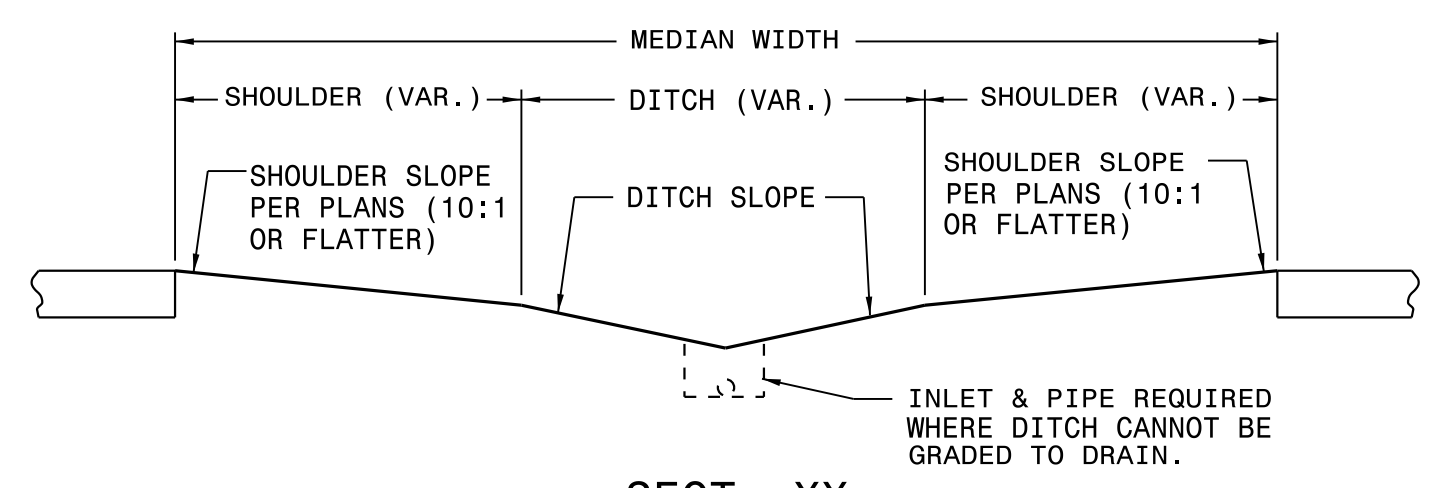 MEDIAN WIDTH
SHOULDER (VAR.)
DITCH (VAR.)
SHOULDER (VAR.)
SHOULDER SLOPE
PER PLANS (10:1
OR FLATTER)
DITCH SLOPE
SHOULDER SLOPE
PER PLANS (10:1
OR FLATTER)
INLET & PIPE REQUIRED
WHERE DITCH CANNOT BE
GRADED TO DRAIN.